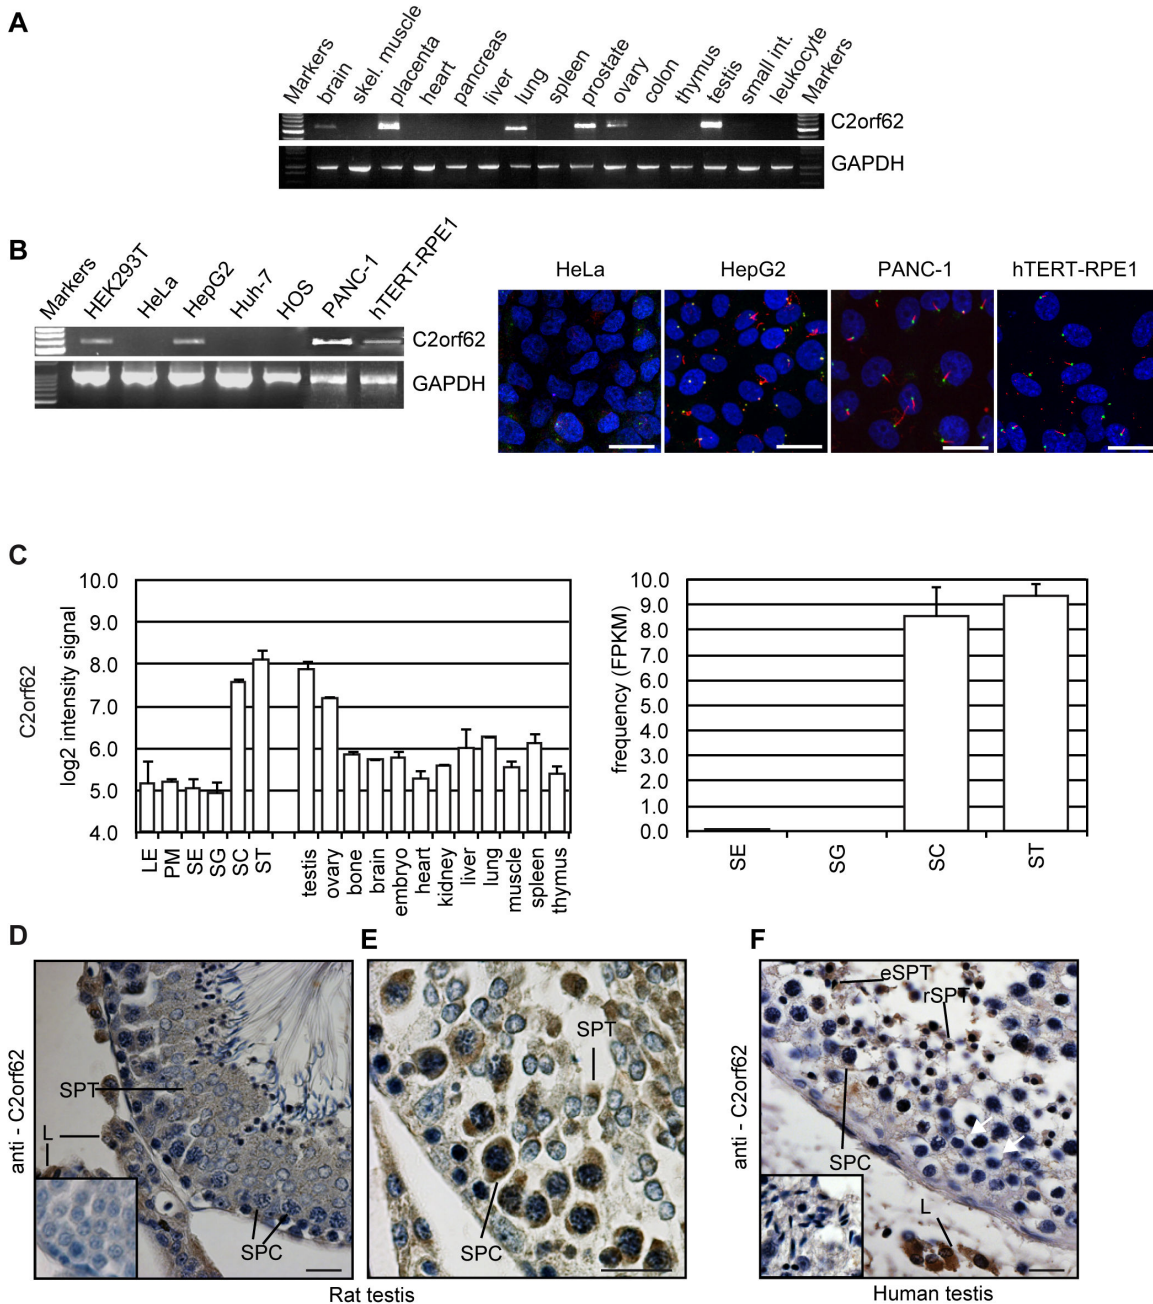 A
Markers
brain
skel. muscle
placenta
heart
pancreas
liver
lung
spleen
prostate
ovary
colon
thymus
testis
small int.
leukocyte
Markers
C2orf62
GAPDH
B
Markers
HEK293T
HeLa
HepG2
Huh-7
HOS
PANC-1
hTERT-RPE1
C2orf62
GAPDH
HeLa
HepG2
PANC-1
hTERT-RPE1
C
C2orf62
log2 intensity signal
10.0
9.0
8.0
7.0
6.0
5.0
4.0
LE
PM
SE
SG
SC
ST
testis
ovary
bone
brain
embryo
heart
kidney
liver
lung
muscle
spleen
thymus
frequency (FPKM)
10.0
9.0
8.0
7.0
6.0
5.0
4.0
3.0
2.0
1.0
0.0
SE
SG
SC
ST
D
anti - C2orf62
SPT
L
SPC
E
SPT
SPC
Rat testis
F
anti - C2orf62
eSPT
rSPT
SPC
L
Human testis